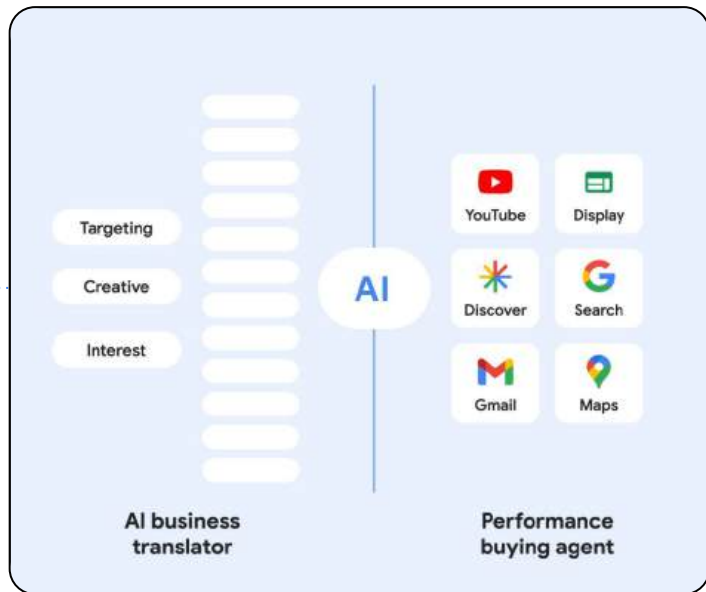 Targeting
Creative
Interest
AI
YouTube
Display
Discover
Search
Gmail
Maps
AI business
translator
Performance
buying agent